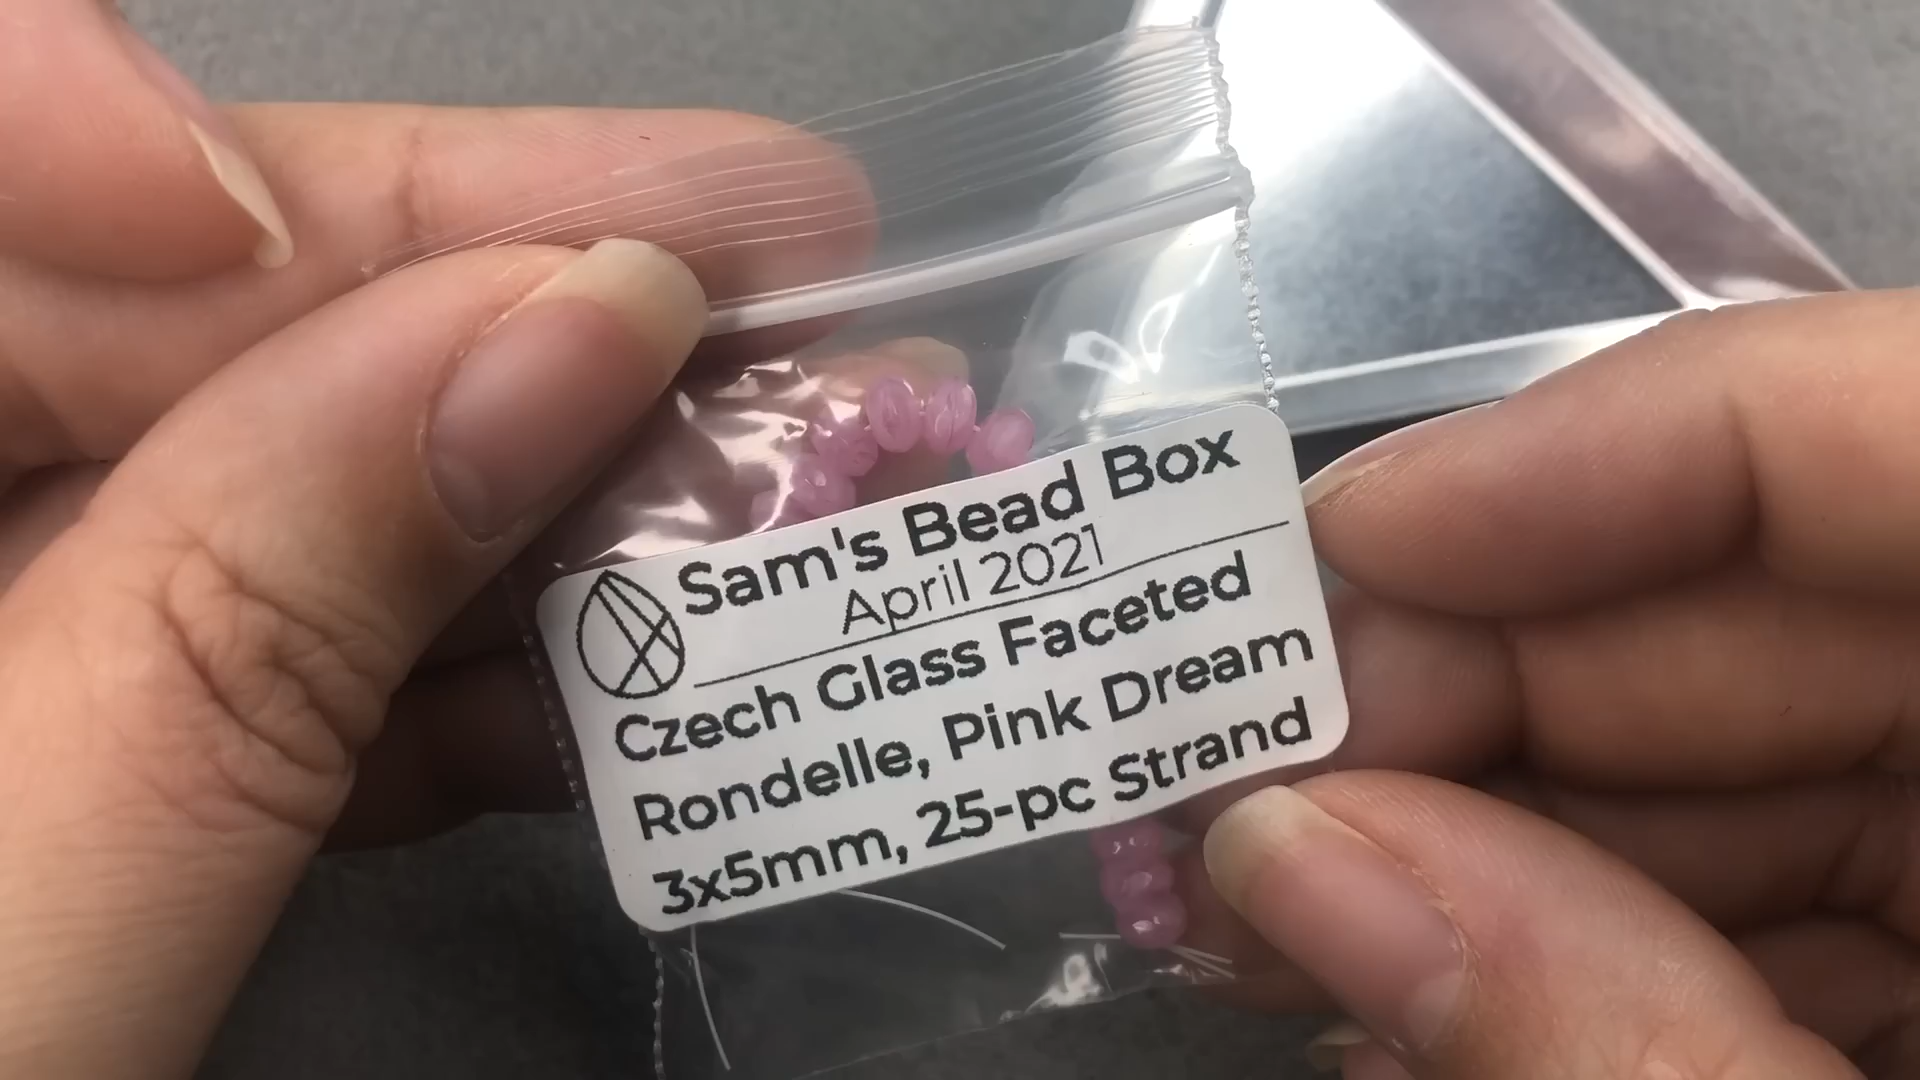 Sam's Bead Box
April 2021
Czech Glass Faceted
Rondelle, Pink Dream
3x5mm, 25-pc Strand